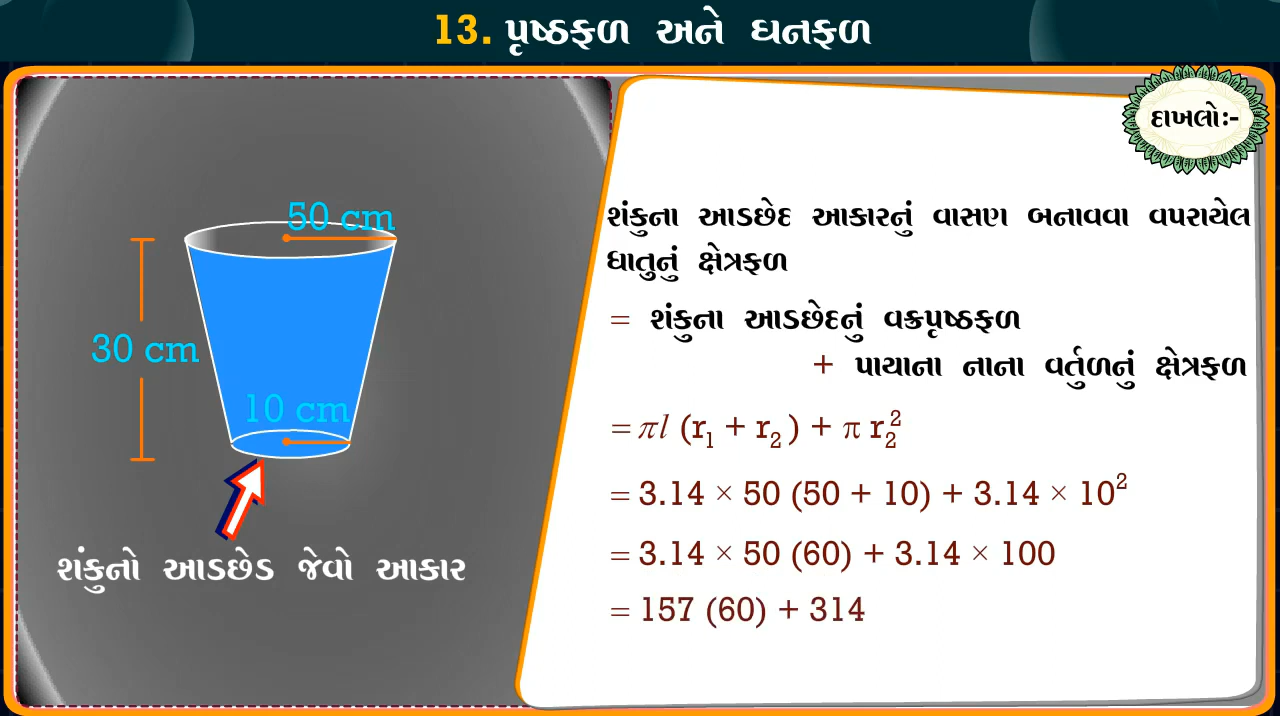 13. પૃષ્ઠફળ અને ઘનફળ
દાખલો:-
50 cm
30 cm
10 cm
શંકુનો આડછેડ જેવો આકાર
શંકુના આડછેદ આકારનું વાસણ બનાવવા વપરાયેલ
ધાતુનું ક્ષેત્રફળ
= શંકુના આડછેદનું વક્રપૃષ્ઠફળ
+ પાયાના નાના વર્તુળનું ક્ષેત્રફળ
= πl (r₁ + r₂ ) + π r₂²
= 3.14 × 50 (50 + 10) + 3.14 × 10²
= 3.14 × 50 (60) + 3.14 × 100
= 157 (60) + 314